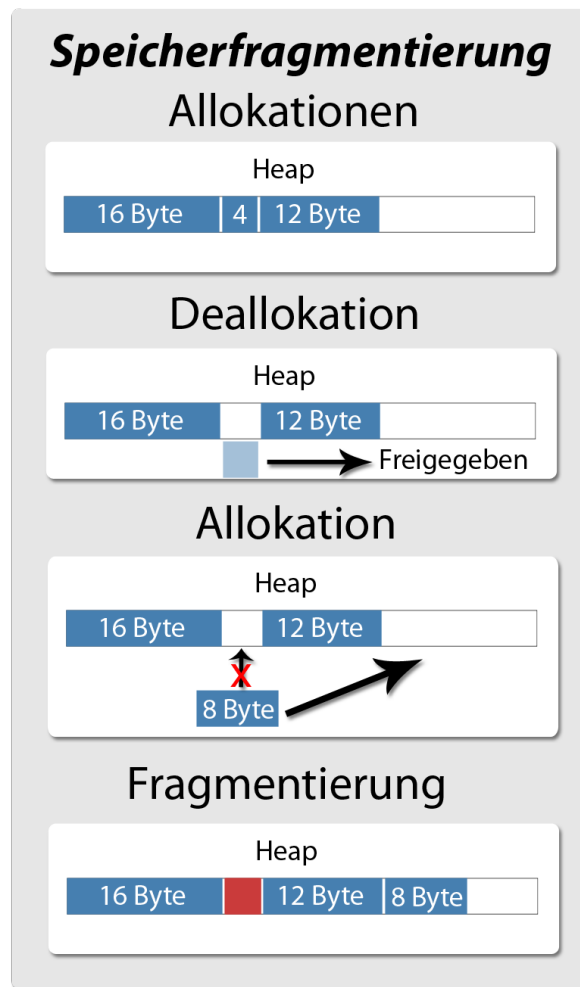 Speicherfragmentierung
Allokationen
Heap
16 Byte 4 12 Byte
Deallokation
Heap
16 Byte 12 Byte
Freigegeben
Allokation
Heap
16 Byte 12 Byte
X
8 Byte
Fragmentierung
Heap
16 Byte 12 Byte 8 Byte